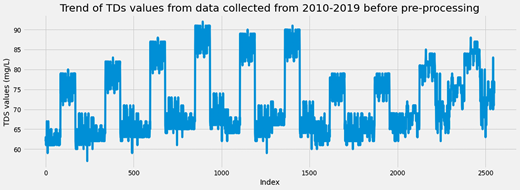 Trend of TDs values from data collected from 2010-2019 before pre-processing
TDS values (mg/L)
90
85
80
75
70
65
60
0 500 1000 1500 2000 2500
Index